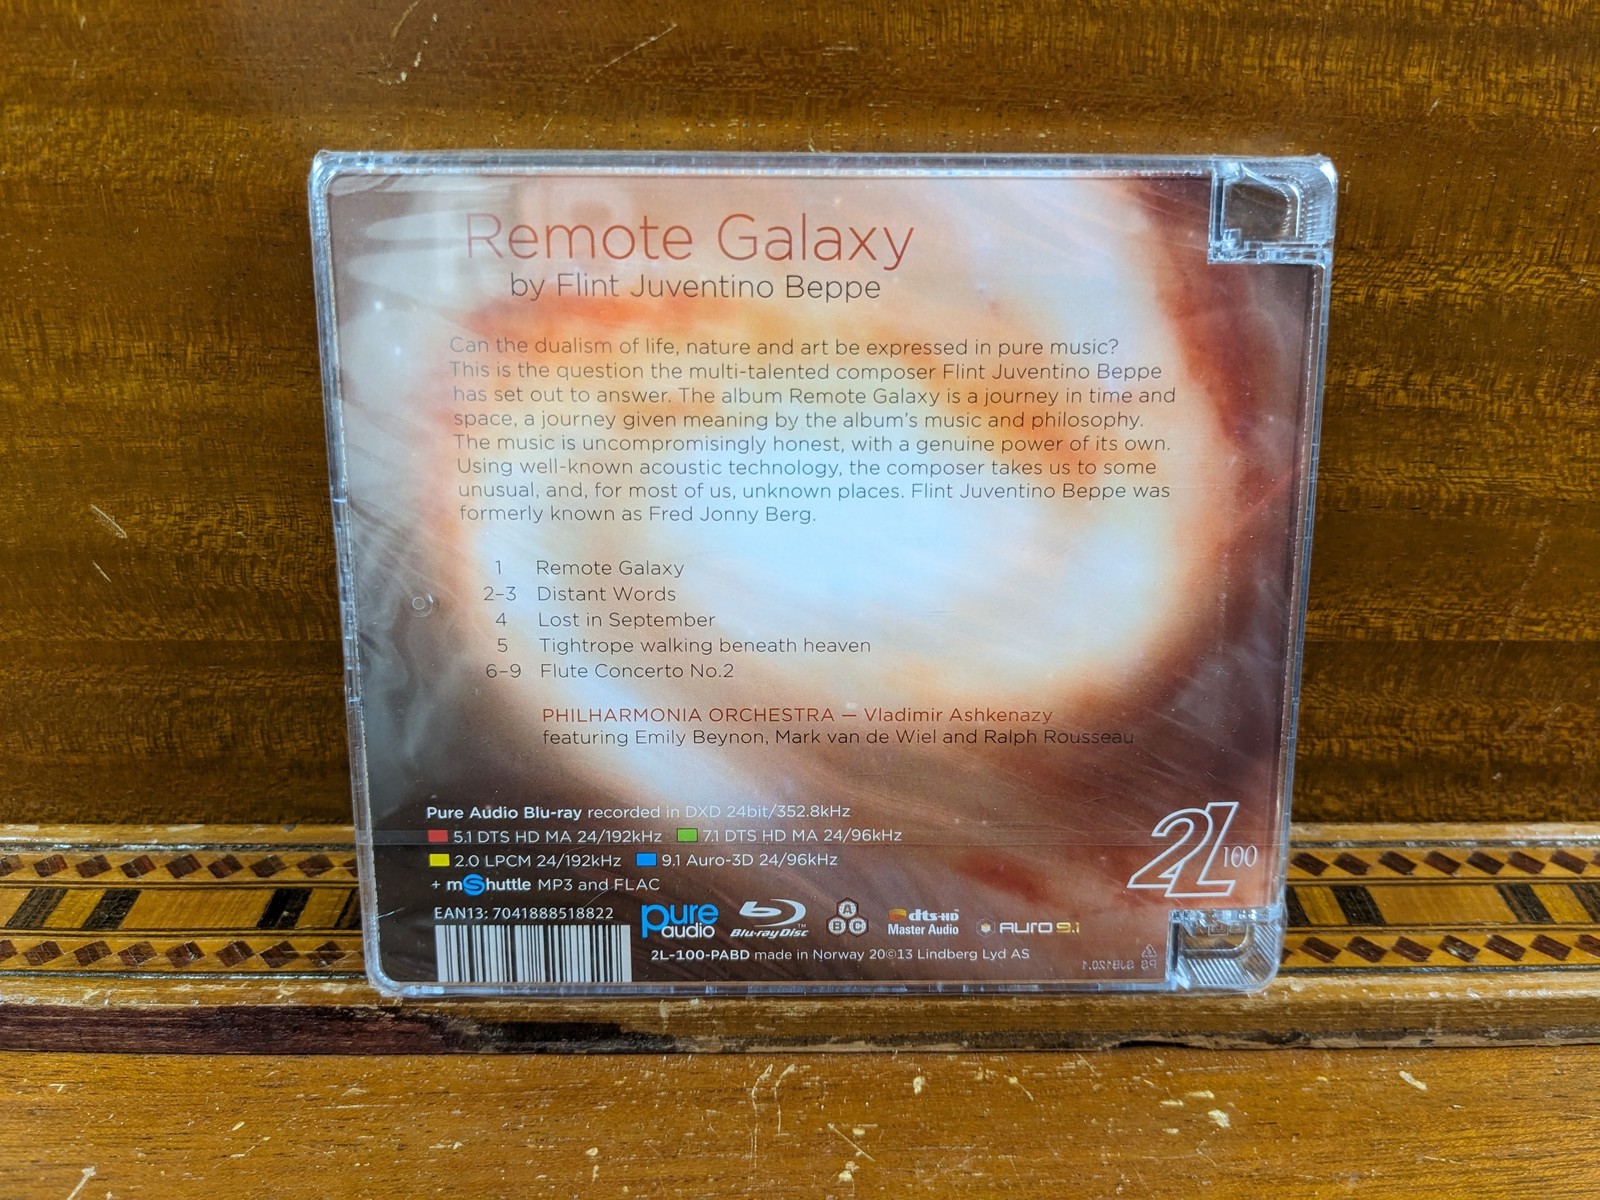 Remote Galaxy
by Flint Juventino Beppe
Can the dualism of life, nature and art be expressed in pure music?
This is the question the multi-talented composer Flint Juventino Beppe
has set out to answer. The album Remote Galaxy is a journey in time and
space, a journey given meaning by the album's music and philosophy.
The music is uncompromisingly honest, with a genuine power of its own.
Using well-known acoustic technology, the composer takes us to some
unusual, and, for most of us, unknown places. Flint Juventino Beppe was
formerly known as Fred Jonny Berg.
1 Remote Galaxy
2–3 Distant Words
4 Lost in September
5 Tightrope walking beneath heaven
6–9 Flute Concerto No.2
PHILHARMONIA ORCHESTRA — Vladimir Ashkenazy
featuring Emily Beynon, Mark van de Wiel and Ralph Rousseau
Pure Audio Blu-ray recorded in DXD 24bit/352.8kHz
5.1 DTS HD MA 24/192kHz 7.1 DTS HD MA 24/96kHz
2.0 LPCM 24/192kHz 9.1 Auro-3D 24/96kHz
+ mShuttle MP3 and FLAC
2L 100
EAN13: 7041888518822
pure audio
Blu-ray Disc™
A B C
dts-HD Master Audio
AURO 9.1
2L-100-PABD made in Norway 20©13 Lindberg Lyd AS